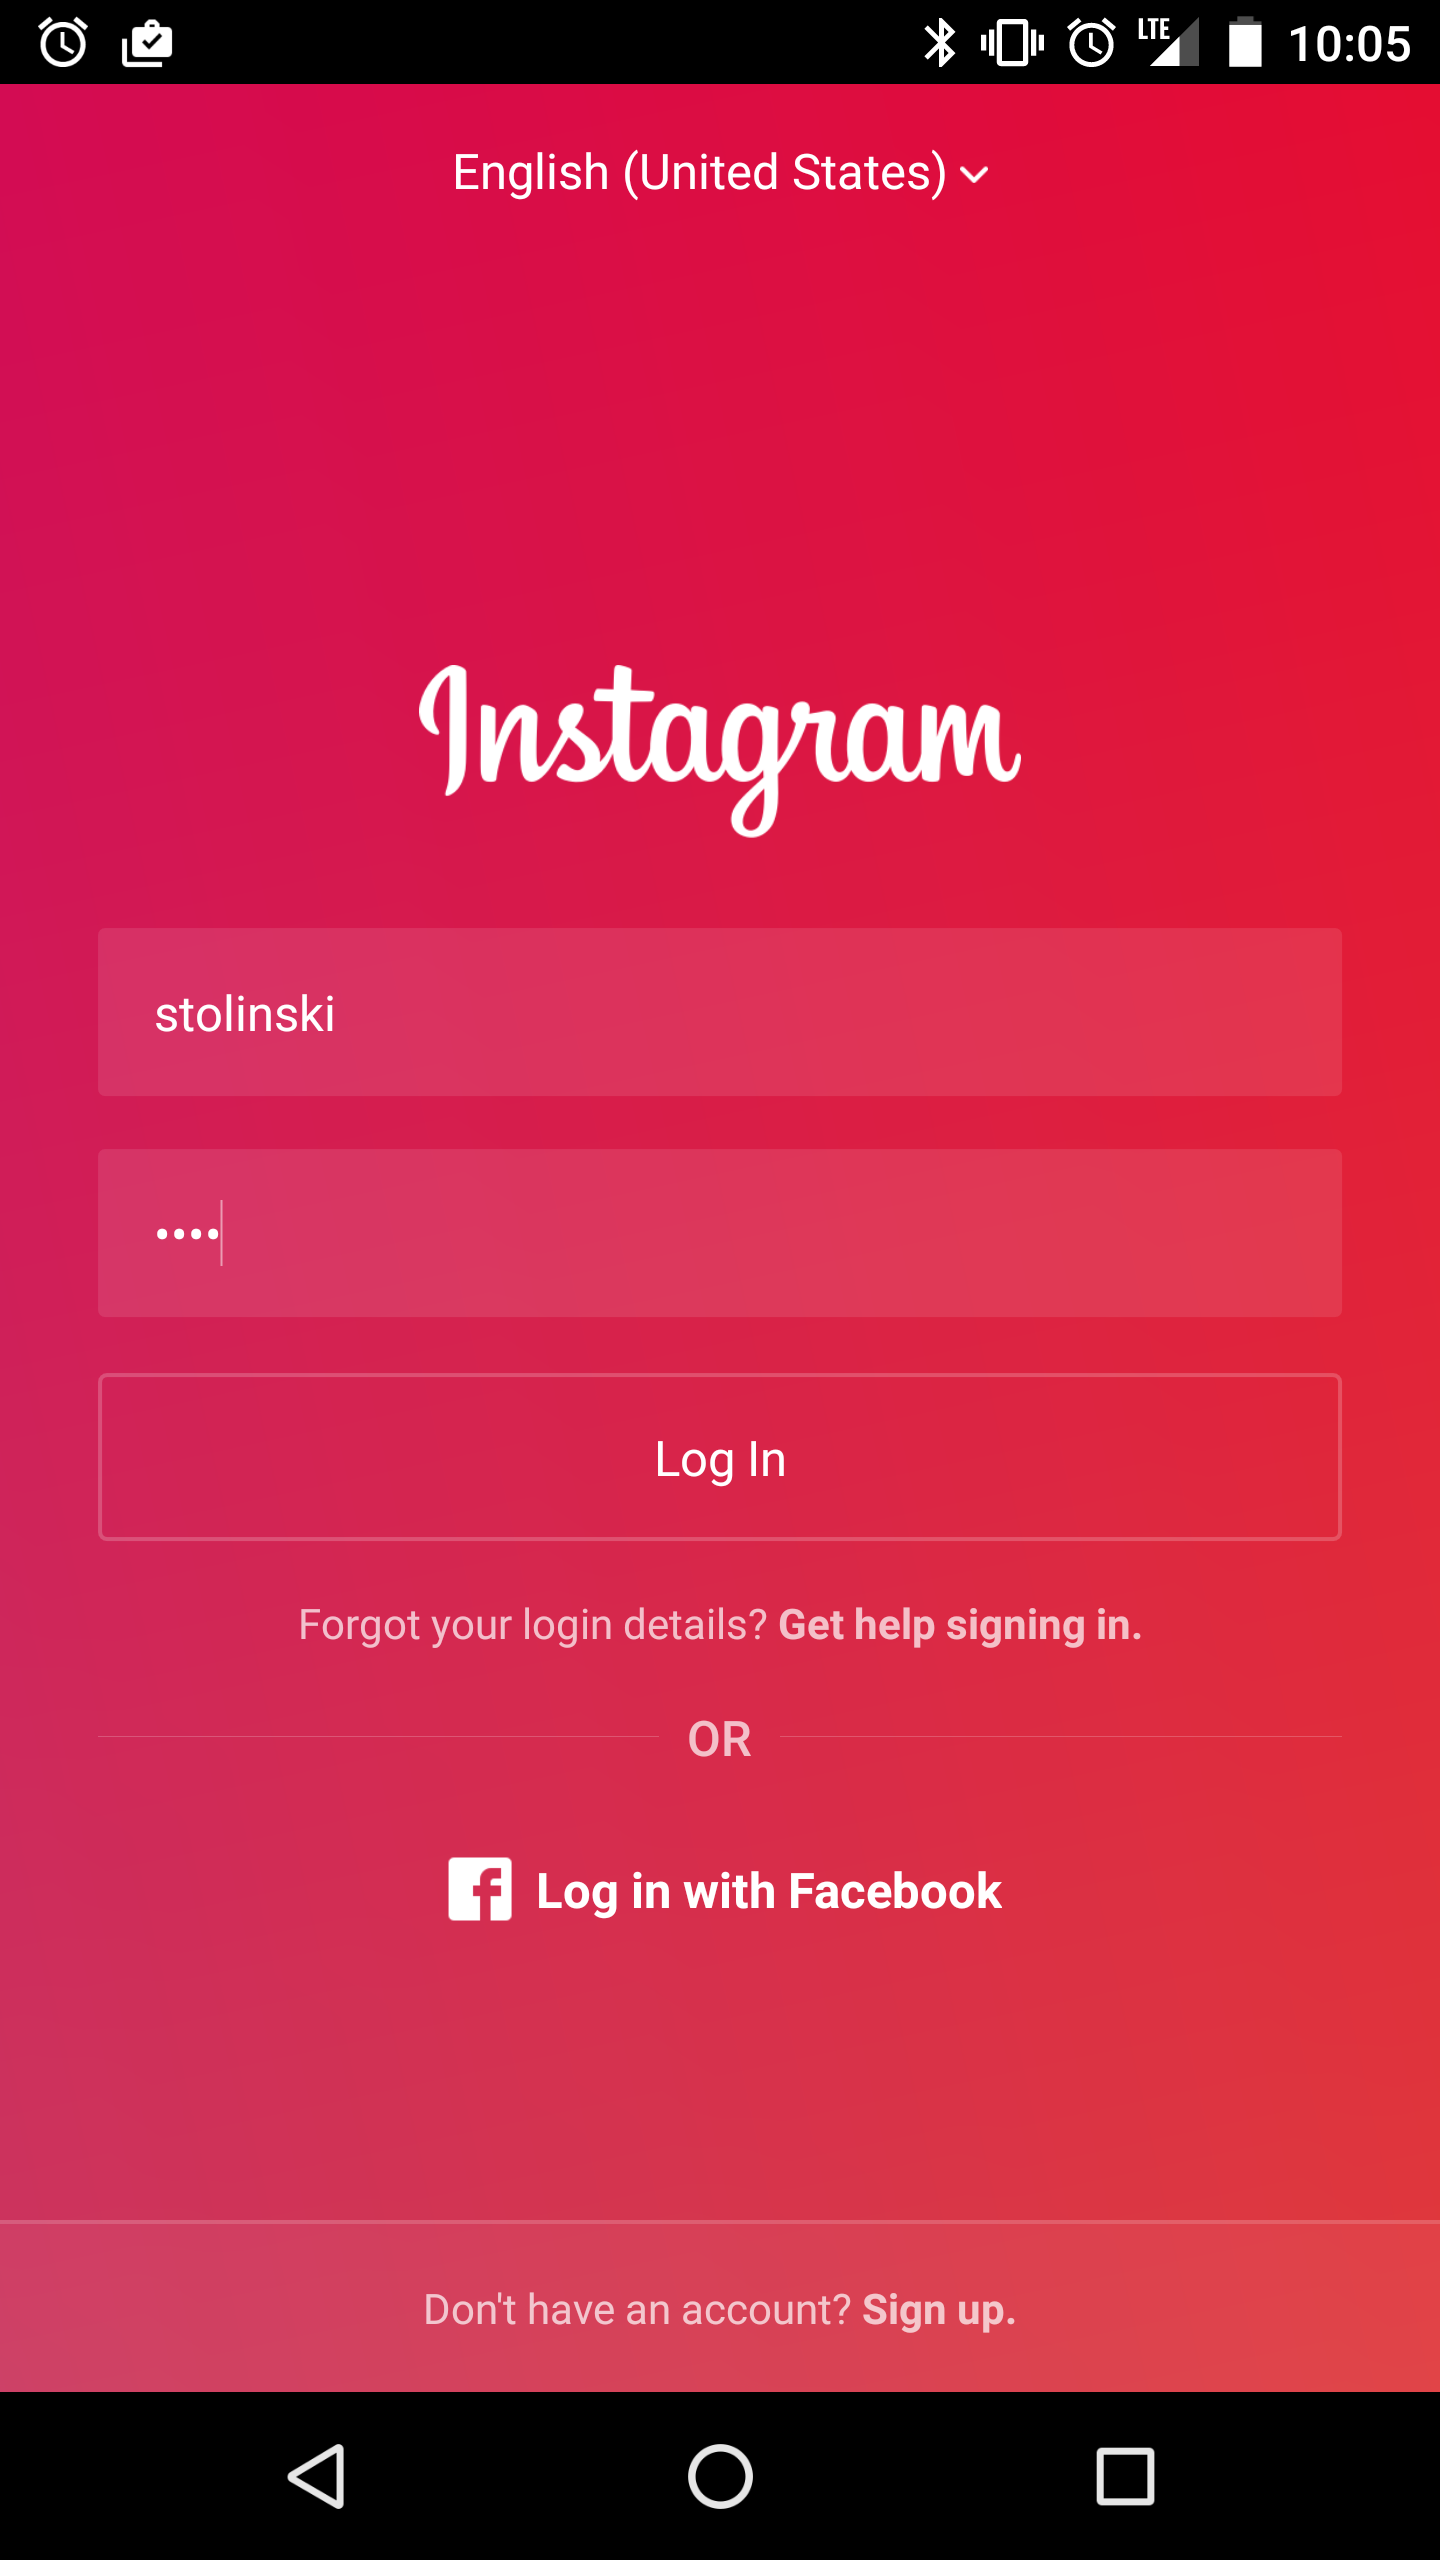 LTE 10:05
English (United States)
Instagram
stolinski
••••
Log In
Forgot your login details? Get help signing in.
OR
Log in with Facebook
Don't have an account? Sign up.